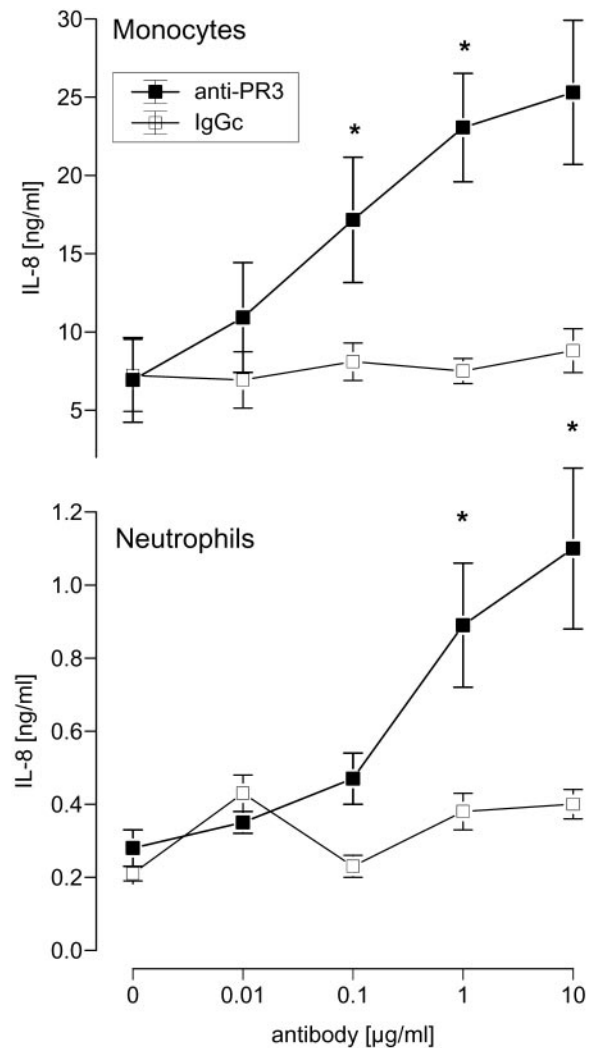 Monocytes
anti-PR3
IgGc
IL-8 [ng/ml]
30
25
20
15
10
5
*
*
Neutrophils
IL-8 [ng/ml]
1.2
1.0
0.8
0.6
0.4
0.2
0.0
*
*
0 0.01 0.1 1 10
antibody [µg/ml]